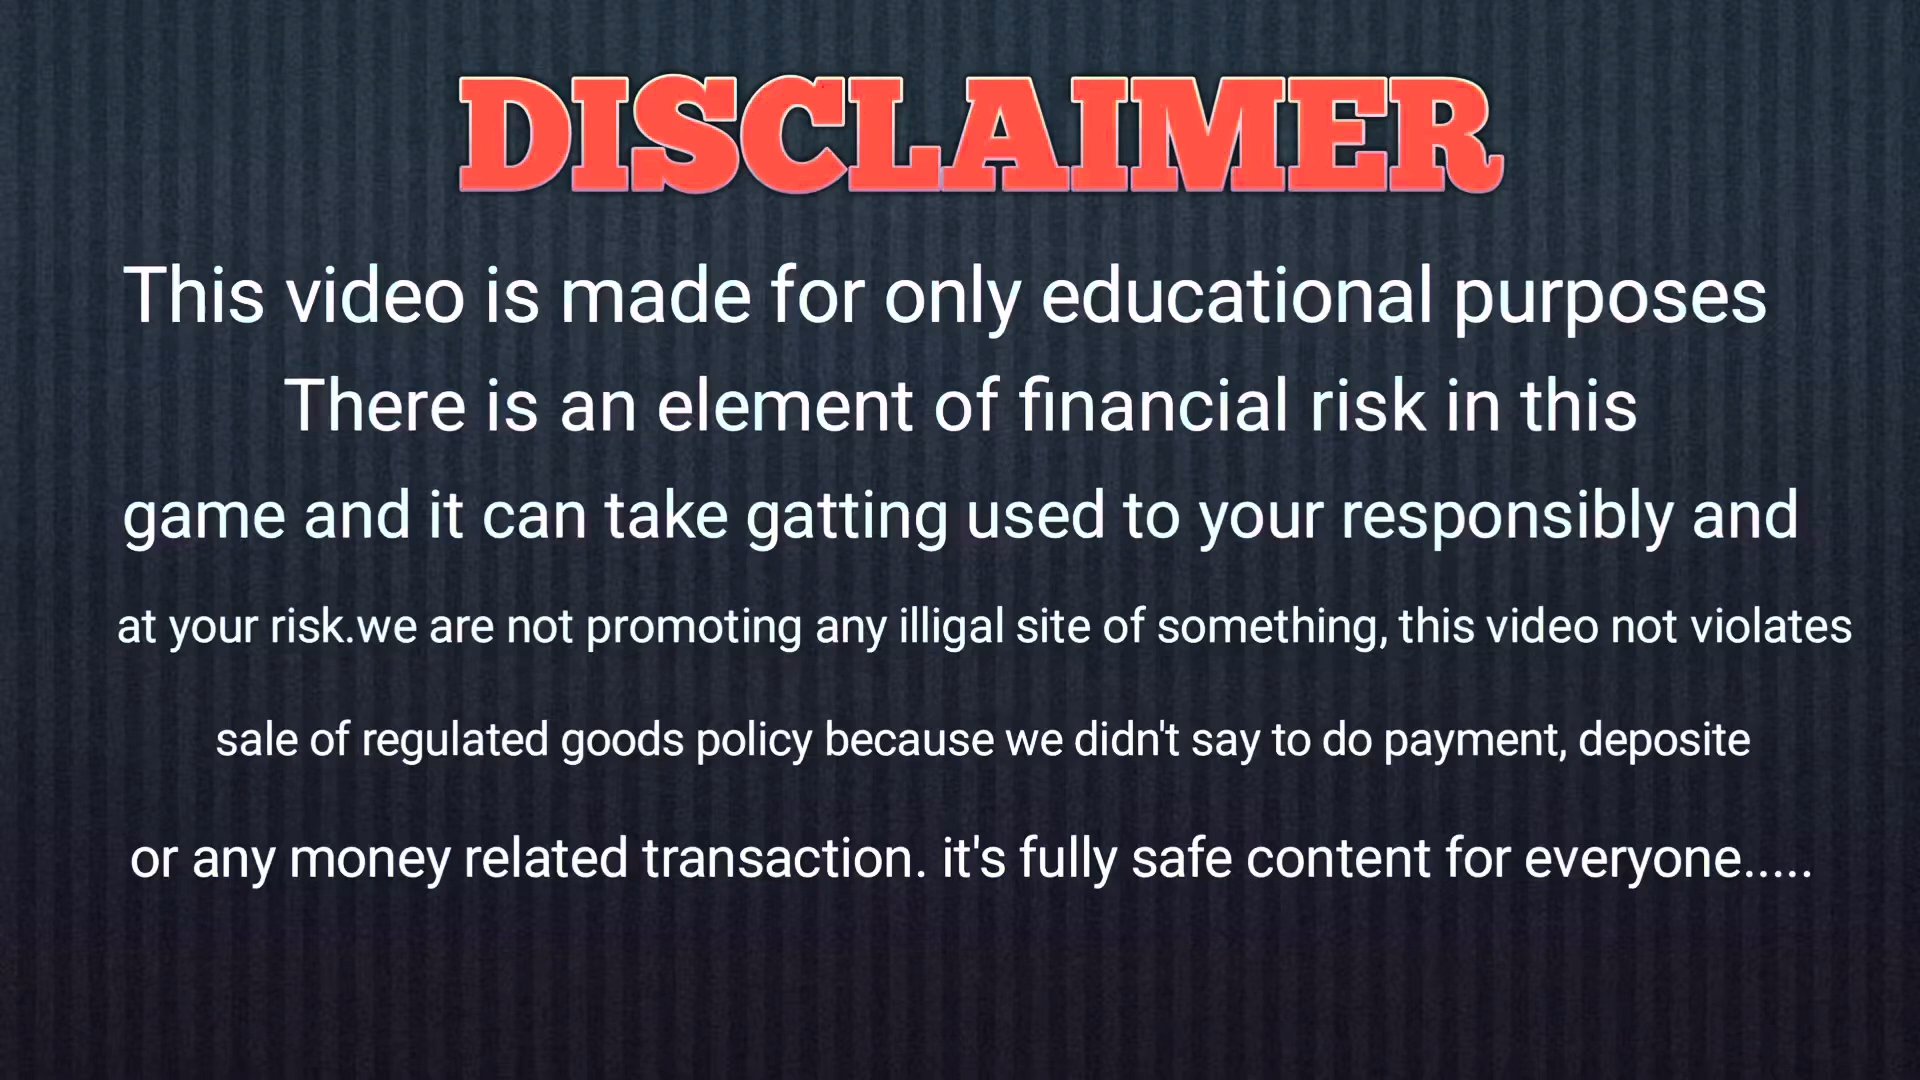 DISCLAIMER
This video is made for only educational purposes
There is an element of financial risk in this
game and it can take gatting used to your responsibly and
at your risk.we are not promoting any illigal site of something, this video not violates
sale of regulated goods policy because we didn't say to do payment, deposite
or any money related transaction. it's fully safe content for everyone.....